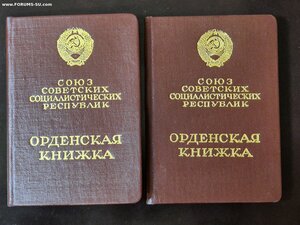 www.FORUMS-SU.com
СОЮЗ
СОВЕТСКИХ
СОЦИАЛИСТИЧЕСКИХ
РЕСПУБЛИК
ОРДЕНСКАЯ
КНИЖКА
СОЮЗ
СОВЕТСКИХ
СОЦИАЛИСТИЧЕСКИХ
РЕСПУБЛИК
ОРДЕНСКАЯ
КНИЖКА